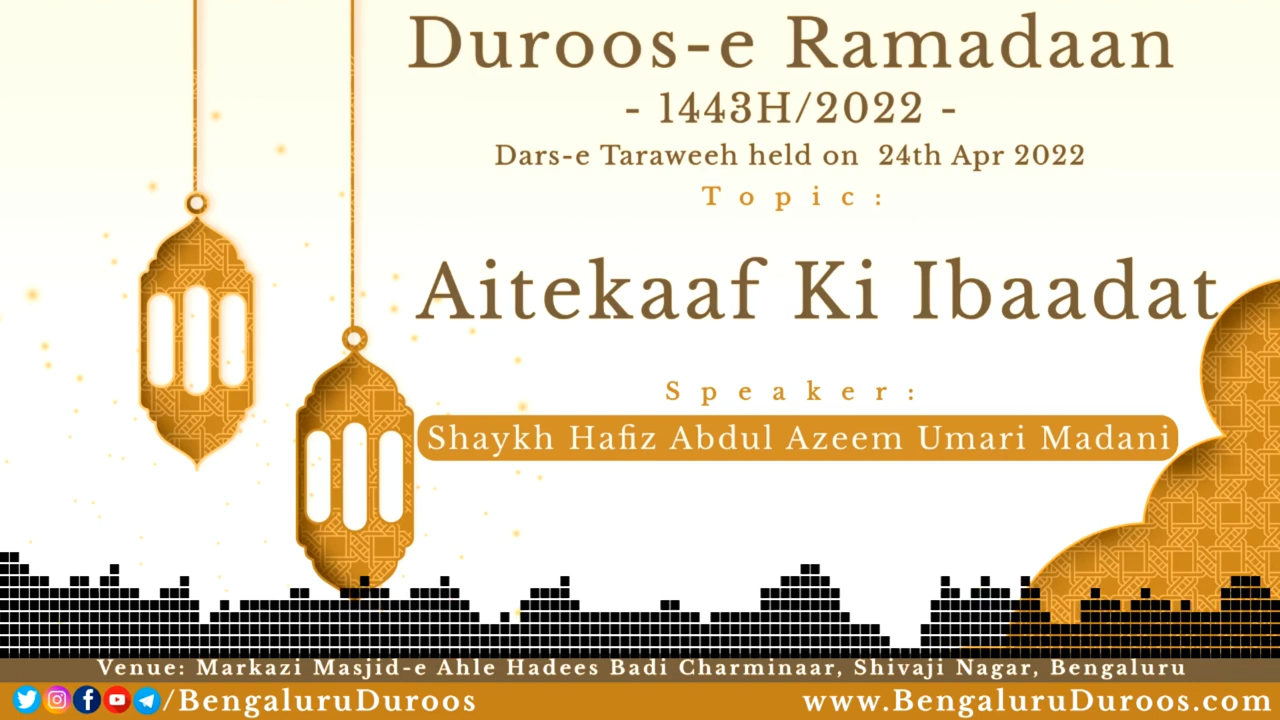 Duroos-e Ramadaan
- 1443H/2022 -
Dars-e Taraweeh held on 24th Apr 2022
Topic:
Aitekaaf Ki Ibaadat
Speaker:
Shaykh Hafiz Abdul Azeem Umari Madani
Venue: Markazi Masjid-e Ahle Hadees Badi Charminaar, Shivaji Nagar, Bengaluru
/BengaluruDuroos
www.BengaluruDuroos.com